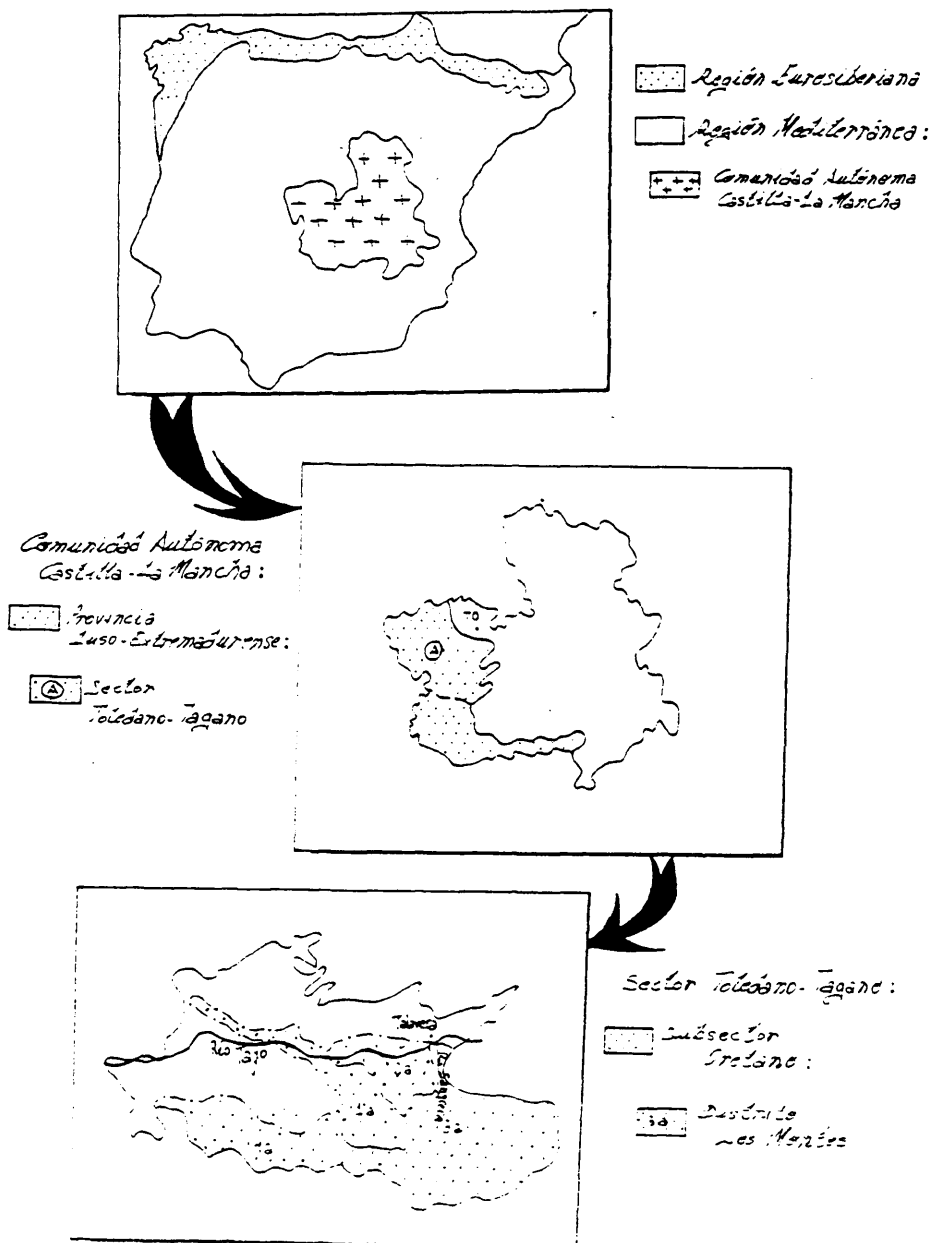 Región Eurosiberiana
Región Mediterránea:
Comunidad Autónoma
Castilla-La Mancha
Comunidad Autónoma
Castilla-La Mancha:
Provincia
Luso-Extremadurense:
TO
A
A
Sector
Toledano-Tagano
Río Tajo
Sector Toledano-Tagano:
Subsector
Oretano:
Distrito
Los Montes